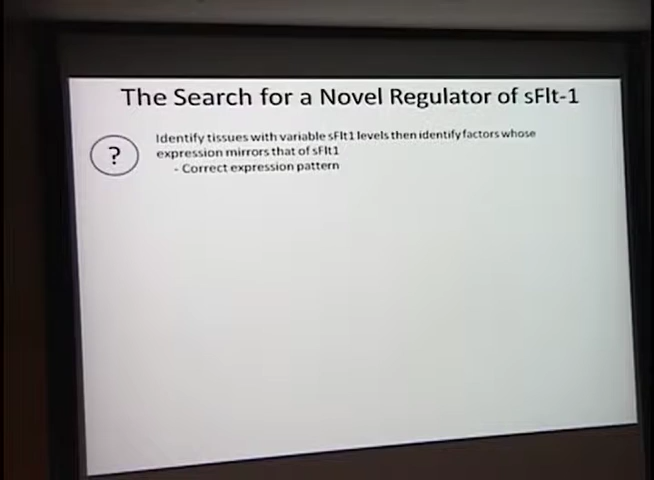 The Search for a Novel Regulator of sFlt-1
?
Identify tissues with variable sFlt1 levels then identify factors whose
expression mirrors that of sFlt1
- Correct expression pattern